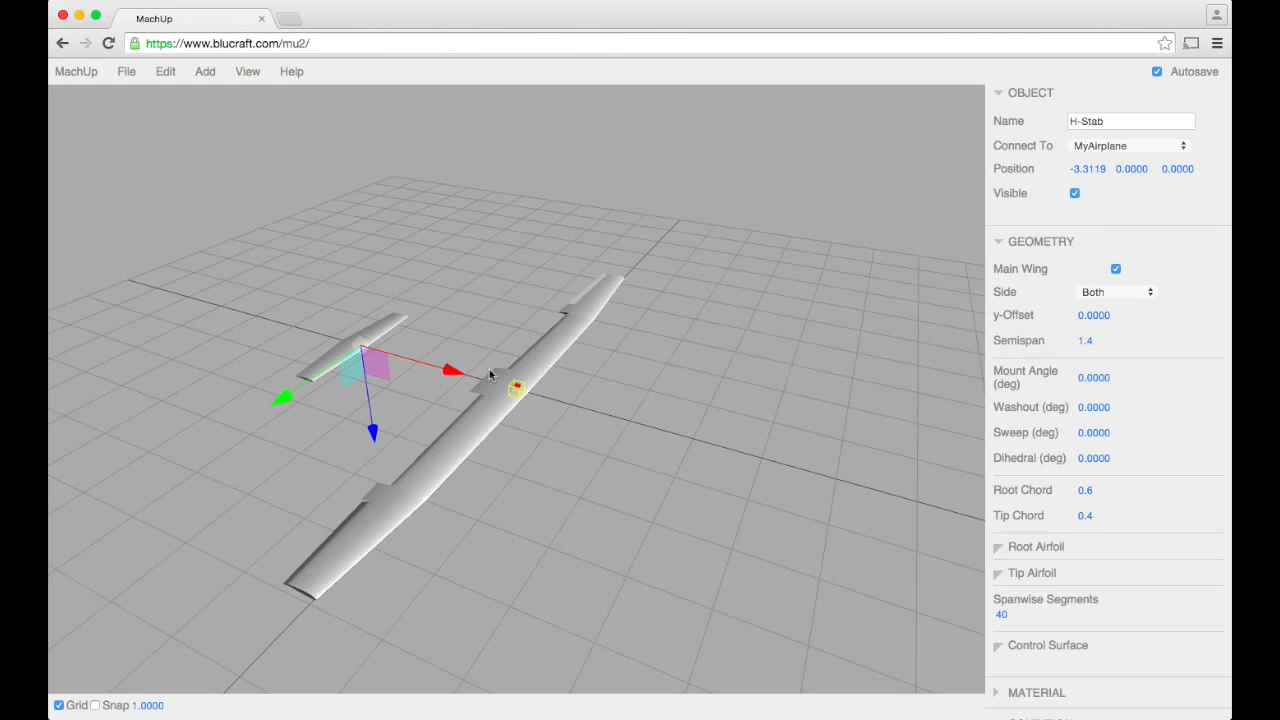 MachUp
https://www.blucraft.com/mu2/
MachUp File Edit Add View Help Autosave
OBJECT
Name H-Stab
Connect To MyAirplane
Position -3.3119 0.0000 0.0000
Visible
GEOMETRY
Main Wing
Side Both
y-Offset 0.0000
Semispan 1.4
Mount Angle
(deg) 0.0000
Washout (deg) 0.0000
Sweep (deg) 0.0000
Dihedral (deg) 0.0000
Root Chord 0.6
Tip Chord 0.4
Root Airfoil
Tip Airfoil
Spanwise Segments
40
Control Surface
MATERIAL
Grid Snap 1.0000